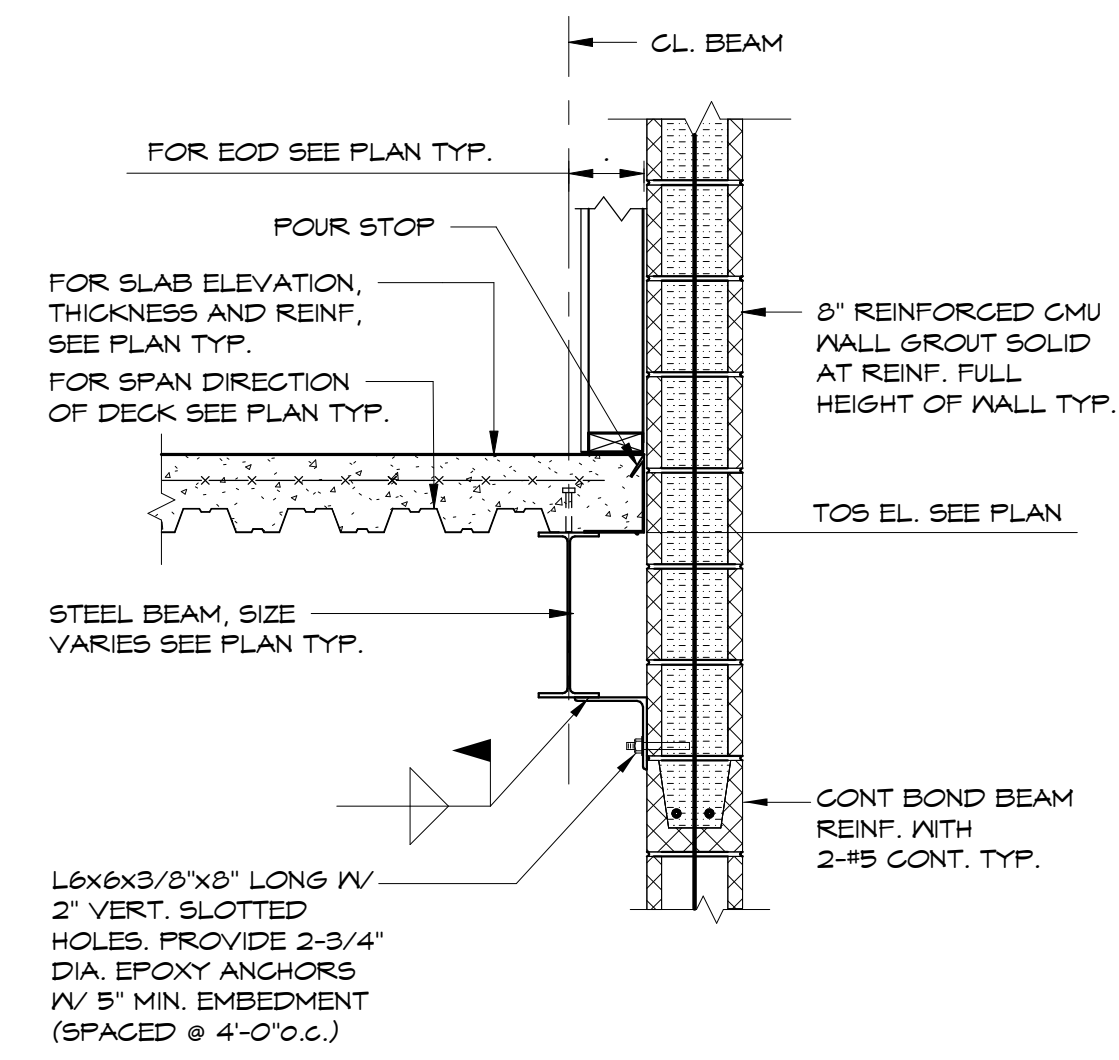 CL. BEAM
FOR EOD SEE PLAN TYP.
POUR STOP
FOR SLAB ELEVATION,
THICKNESS AND REINF,
SEE PLAN TYP.
FOR SPAN DIRECTION
OF DECK SEE PLAN TYP.
8" REINFORCED CMU
WALL GROUT SOLID
AT REINF. FULL
HEIGHT OF WALL TYP.
TOS EL. SEE PLAN
STEEL BEAM, SIZE
VARIES SEE PLAN TYP.
CONT BOND BEAM
REINF. WITH
2-#5 CONT. TYP.
L6x6x3/8"x8" LONG W/
2" VERT. SLOTTED
HOLES. PROVIDE 2-3/4"
DIA. EPOXY ANCHORS
W/ 5" MIN. EMBEDMENT
(SPACED @ 4'-0"o.c.)